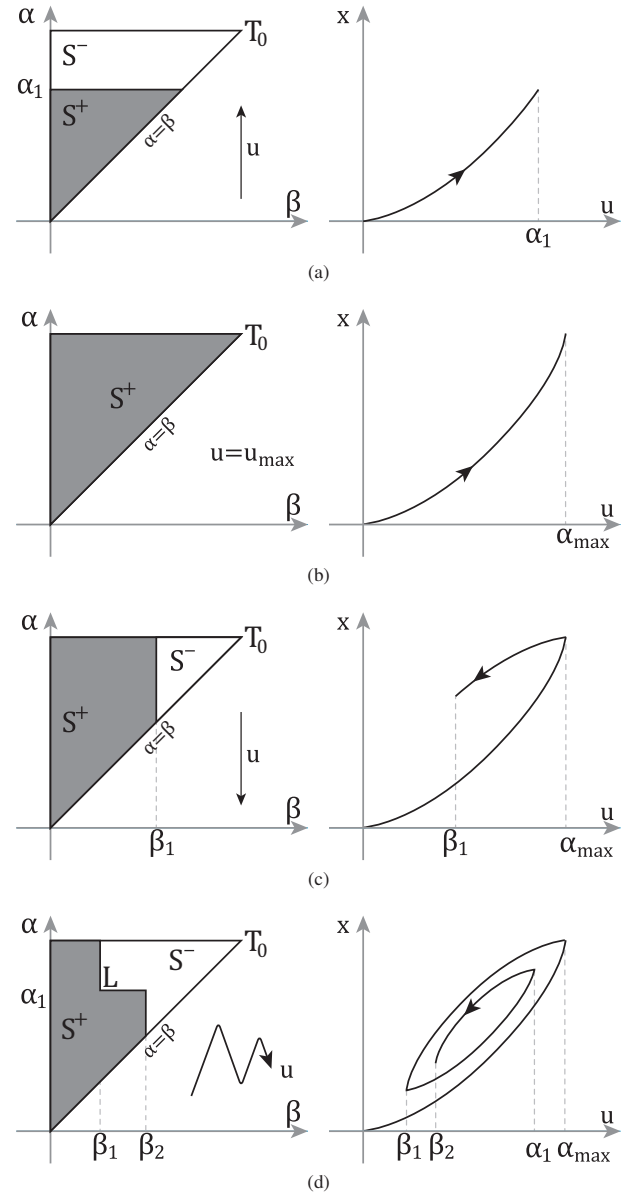 α
T₀
S⁻
α₁
S⁺
α=β
u
β
x
u
α₁
(a)
α
T₀
S⁺
α=β
u=uₘₐₓ
β
x
u
αₘₐₓ
(b)
α
T₀
S⁻
S⁺
α=β
u
β
β₁
x
u
β₁
αₘₐₓ
(c)
α
T₀
S⁻
L
α₁
S⁺
α=β
u
β
β₁ β₂
x
u
β₁ β₂ α₁ αₘₐₓ
(d)